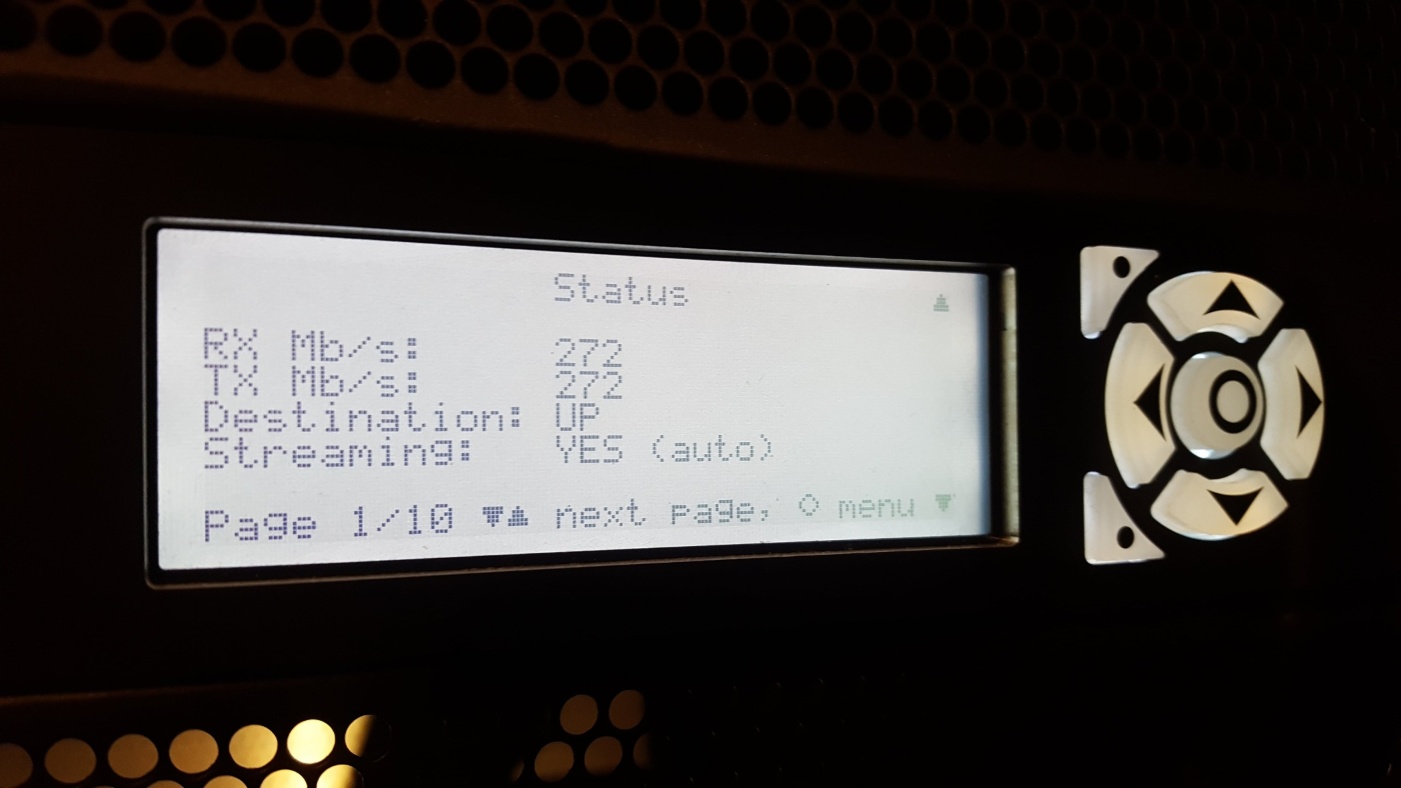 Status
RX Mb/s: 272
TX Mb/s: 272
Destination: UP
Streaming: YES (auto)
Page 1/10 ▼▲ next page, ◇ menu